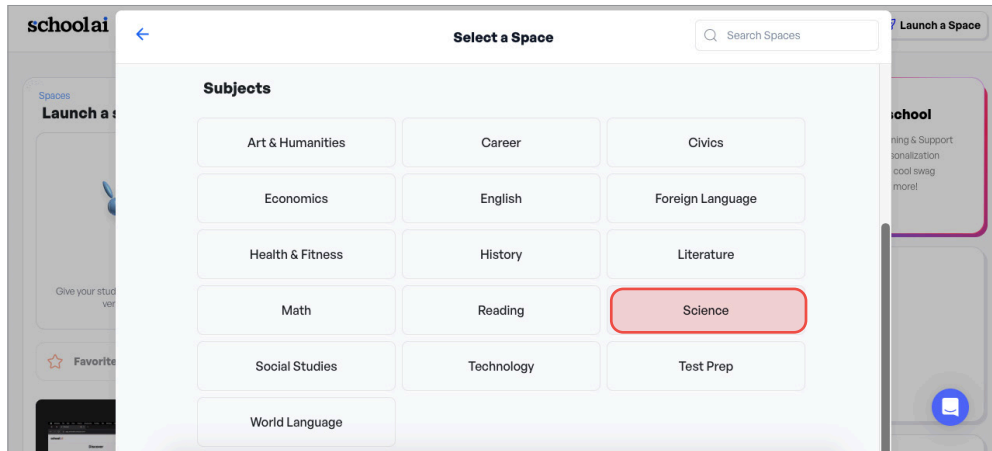 schoolai
Select a Space
Search Spaces
Launch a Space
Spaces
Launch a s
Subjects
Art & Humanities
Career
Civics
Economics
English
Foreign Language
Health & Fitness
History
Literature
Math
Reading
Science
Social Studies
Technology
Test Prep
World Language
Give your stud
ver
Favorite
school
ning & Support
sonalization
cool swag
more!